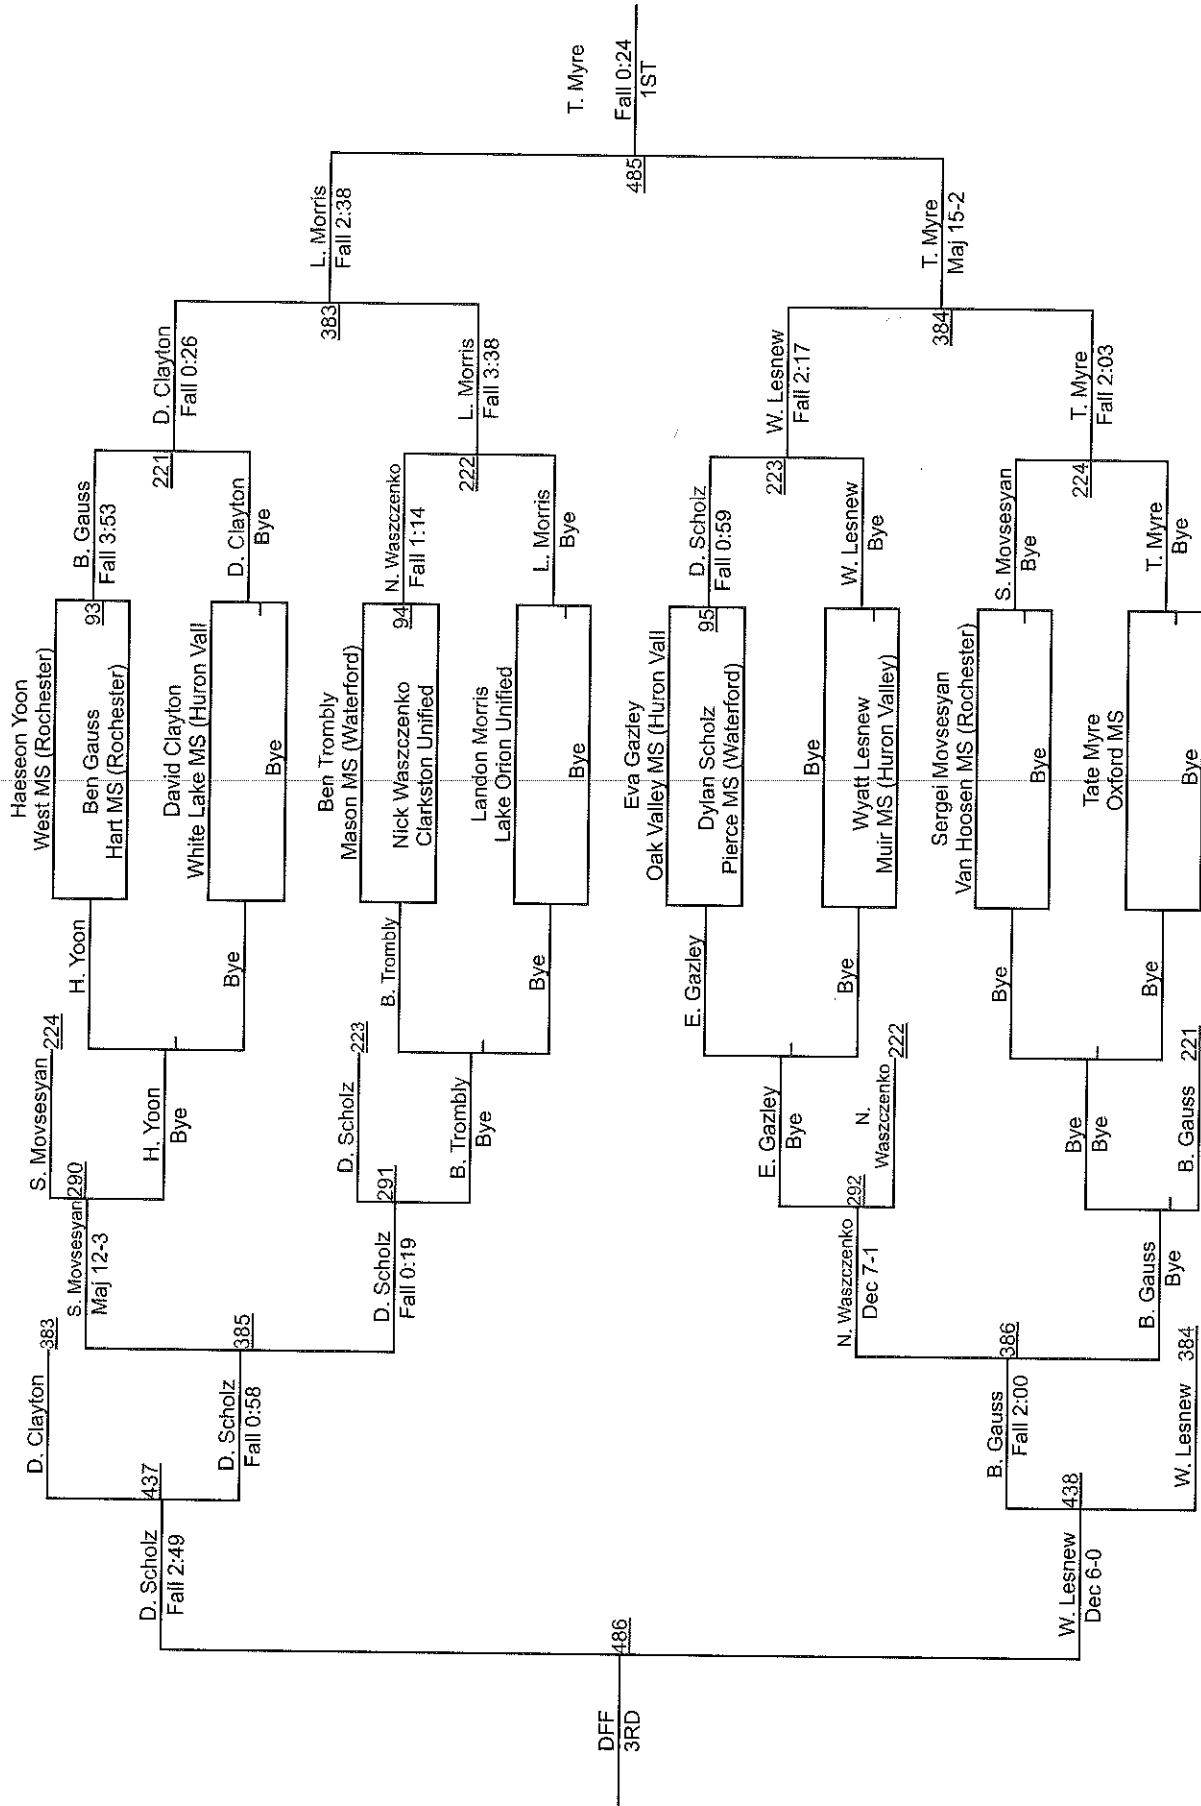 Haeseon Yoon
West MS (Rochester)
93
Ben Gauss
Hart MS (Rochester)
David Clayton
White Lake MS (Huron Vall
Bye
Ben Trombly
Mason MS (Waterford)
94
Nick Waszczenko
Clarkston Unified
Landon Morris
Lake Orion Unified
Bye
Eva Gazley
Oak Valley MS (Huron Vall
95
Dylan Scholz
Pierce MS (Waterford)
Bye
Wyatt Lesnew
Muir MS (Huron Valley)
Sergei Movsesyan
Van Hoosen MS (Rochester)
Bye
Tate Myre
Oxford MS
Bye
B. Gauss
Fall 3:53
D. Clayton
Bye
N. Waszczenko
Fall 1:14
L. Morris
Bye
D. Scholz
Fall 0:59
W. Lesnew
Bye
S. Movsesyan
Bye
T. Myre
Bye
221
222
223
224
D. Clayton
Fall 0:26
L. Morris
Fall 3:38
W. Lesnew
Fall 2:17
T. Myre
Fall 2:03
383
384
L. Morris
Fall 2:38
T. Myre
Maj 15-2
485
T. Myre
Fall 0:24
1ST
H. Yoon
Bye
B. Trombly
Bye
E. Gazley
Bye
Bye
Bye
S. Movsesyan 224
H. Yoon
Bye
D. Scholz 223
B. Trombly
Bye
E. Gazley
Bye
N.
Waszczenko 222
Bye
Bye
B. Gauss 221
290
291
292
S. Movsesyan
Maj 12-3
D. Scholz
Fall 0:19
N. Waszczenko
Dec 7-1
B. Gauss
Bye
D. Clayton 383
385
D. Scholz
Fall 0:58
386
B. Gauss
Fall 2:00
W. Lesnew 384
437
438
D. Scholz
Fall 2:49
W. Lesnew
Dec 6-0
486
DFF
3RD